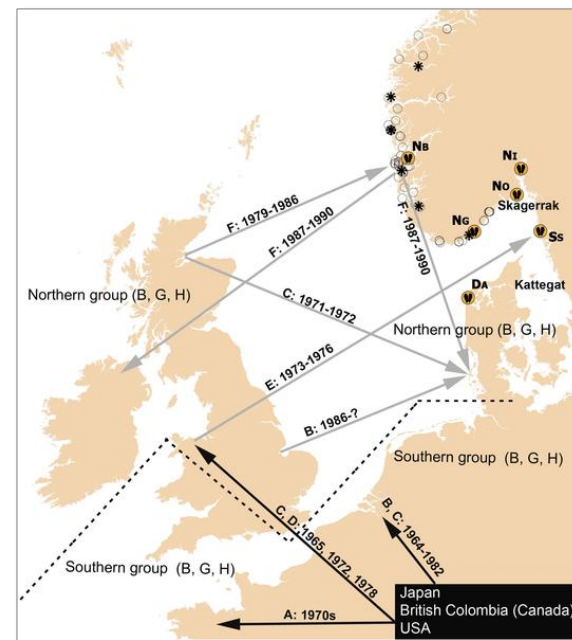 NB
NI
NO
Skagerrak
NG
SS
F: 1979-1986
F: 1987-1990
F: 1987-1990
Northern group (B, G, H)
C: 1971-1972
DA
Kattegat
Northern group (B, G, H)
E: 1973-1976
B: 1986-?
Southern group (B, G, H)
C, D: 1965, 1972, 1978
B, C: 1964-1982
Southern group (B, G, H)
A: 1970s
Japan
British Colombia (Canada)
USA